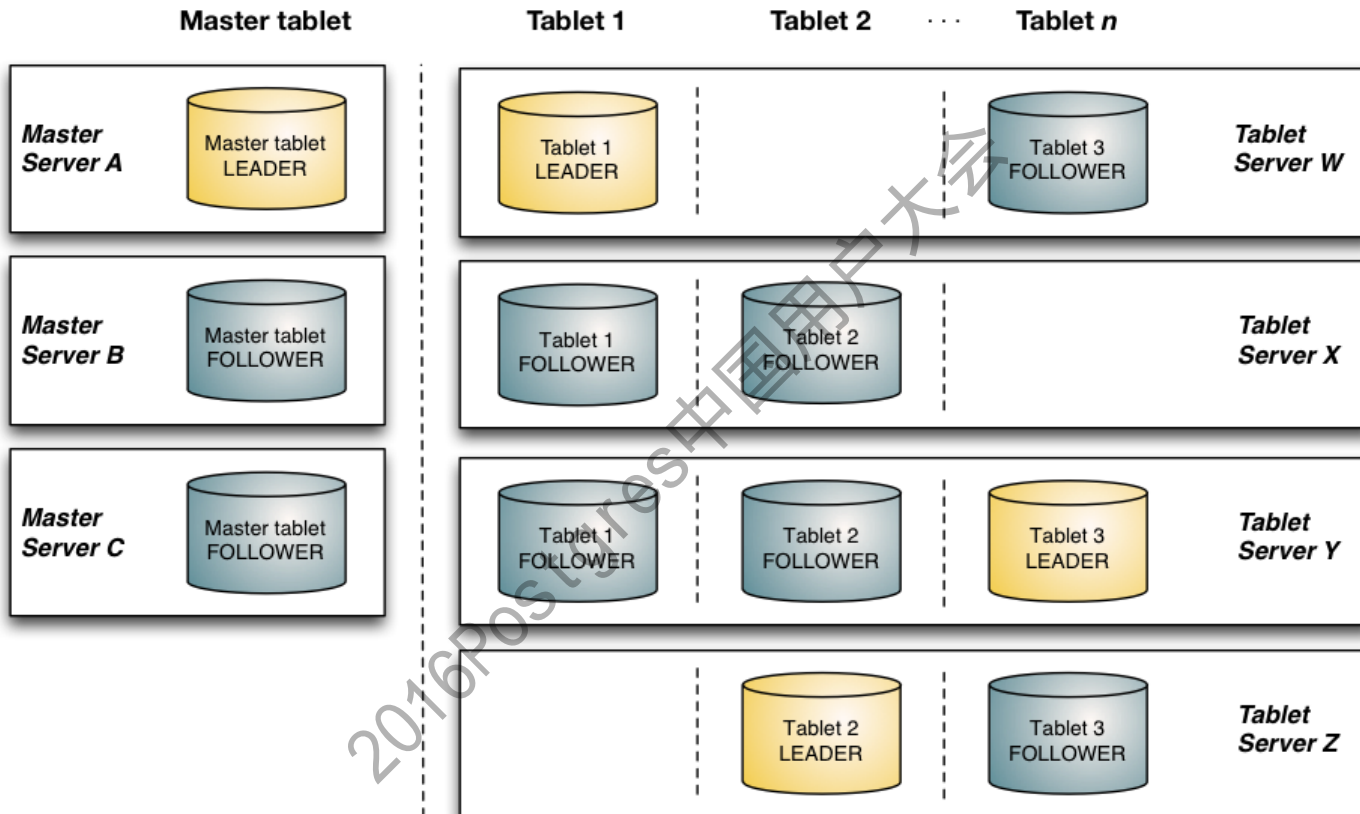 Master tablet
Tablet 1
Tablet 2
· · ·
Tablet n
Master
Server A
Master tablet
LEADER
Tablet 1
LEADER
Tablet 3
FOLLOWER
Tablet
Server W
Master
Server B
Master tablet
FOLLOWER
Tablet 1
FOLLOWER
Tablet 2
FOLLOWER
Tablet
Server X
Master
Server C
Master tablet
FOLLOWER
Tablet 1
FOLLOWER
Tablet 2
FOLLOWER
Tablet 3
LEADER
Tablet
Server Y
Tablet 2
LEADER
Tablet 3
FOLLOWER
Tablet
Server Z
2016Postgres中国用户大会